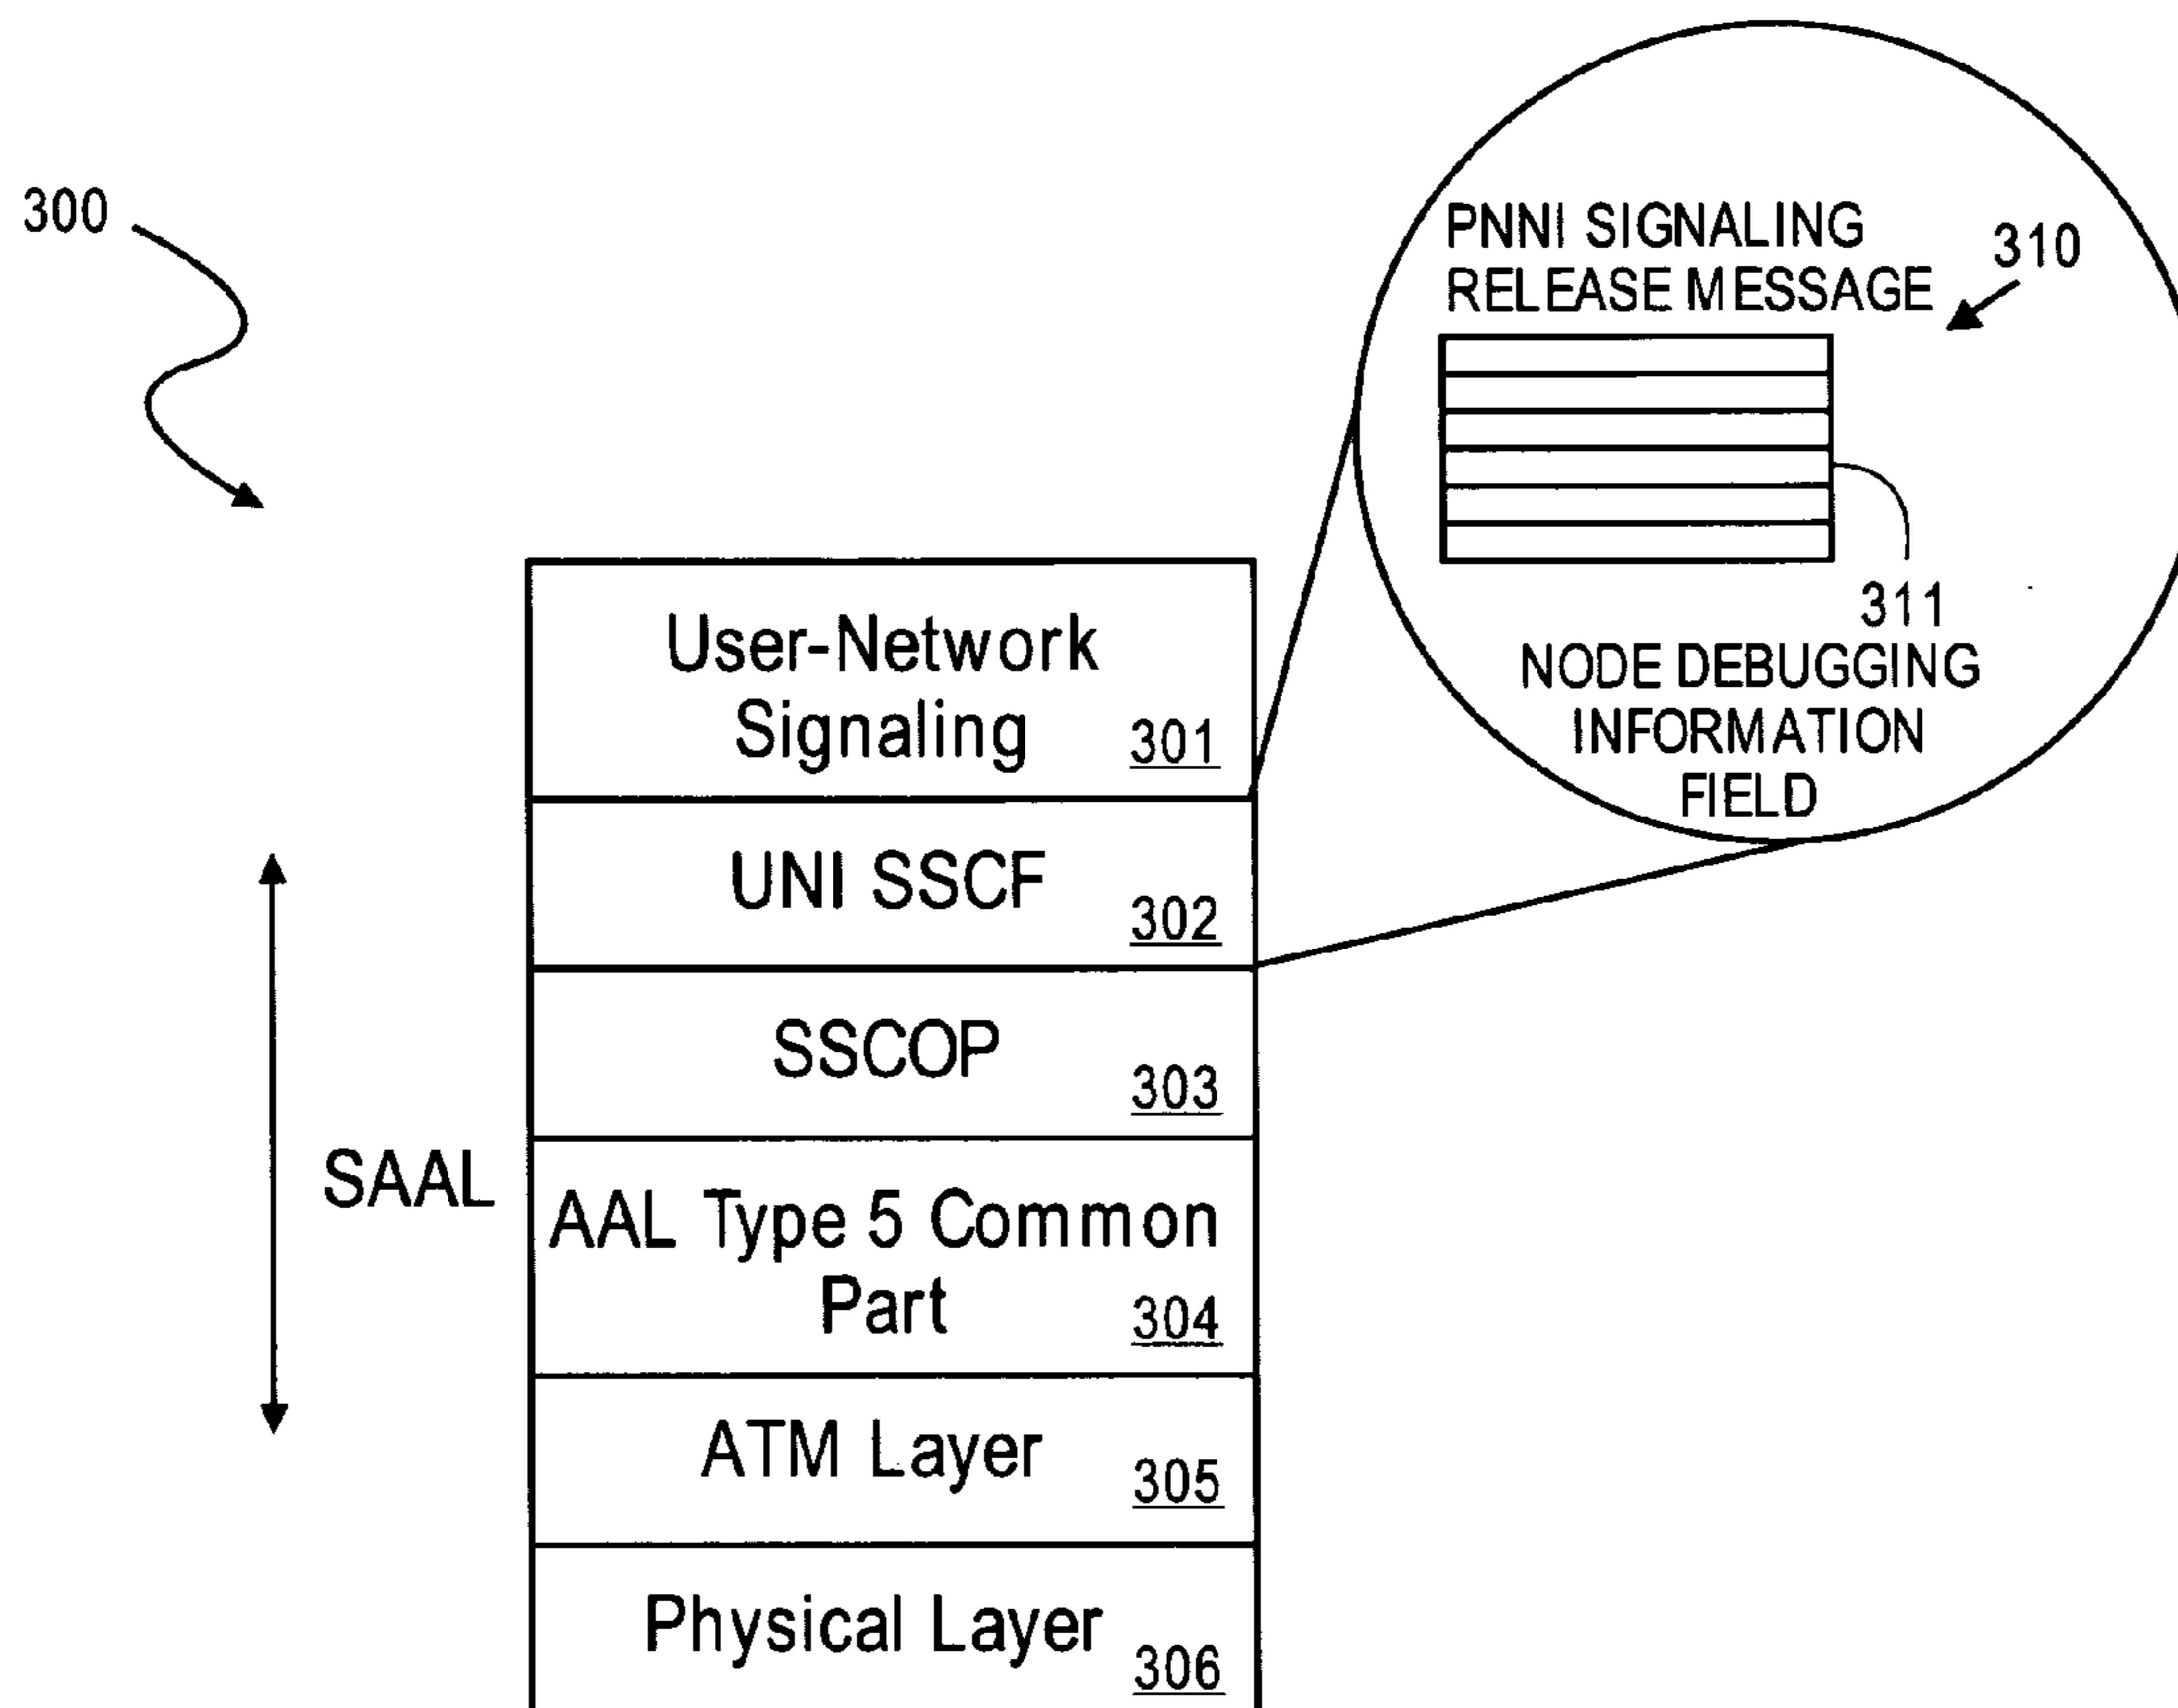 300
PNNI SIGNALING
RELEASE MESSAGE
310
311
NODE DEBUGGING
INFORMATION
FIELD
User-Network
Signaling 301
UNI SSCF 302
SSCOP 303
SAAL
AAL Type 5 Common
Part 304
ATM Layer 305
Physical Layer 306